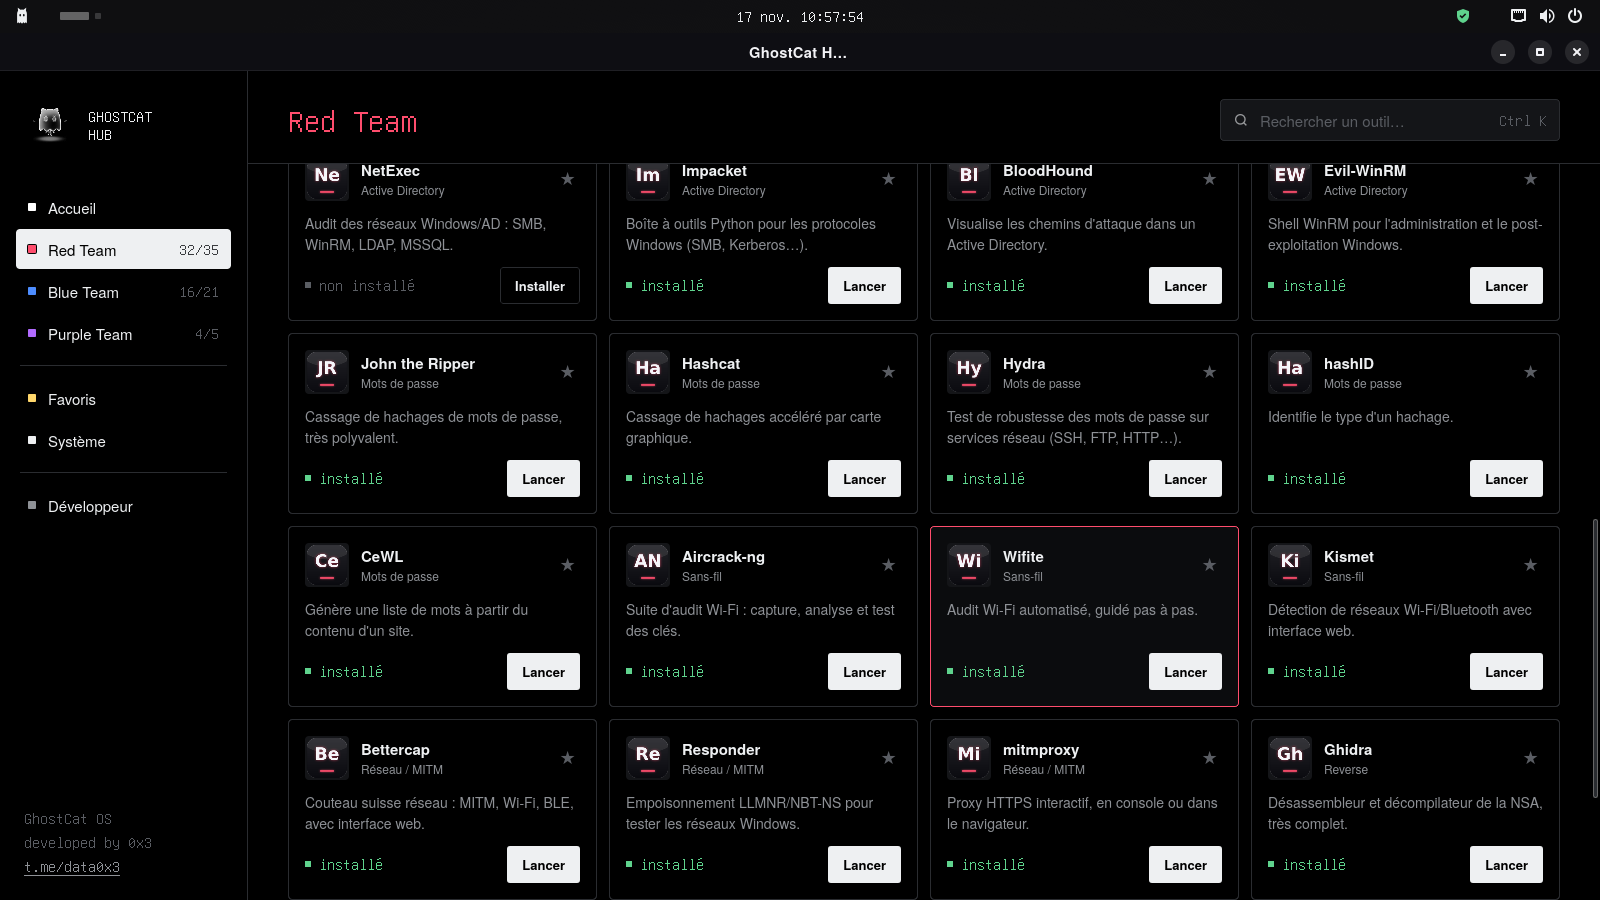 17 nov. 10:57:54
GhostCat H...
GHOSTCAT
HUB
Accueil
Red Team 32/35
Blue Team 16/21
Purple Team 4/5
Favoris
Système
Développeur
GhostCat OS
developed by 0x3
t.me/data0x3
Red Team
Rechercher un outil... Ctrl K
Ne
NetExec
Active Directory
★
Audit des réseaux Windows/AD : SMB,
WinRM, LDAP, MSSQL.
non installé
Installer
Im
Impacket
Active Directory
★
Boîte à outils Python pour les protocoles
Windows (SMB, Kerberos…).
installé
Lancer
Bl
BloodHound
Active Directory
★
Visualise les chemins d'attaque dans un
Active Directory.
installé
Lancer
EW
Evil-WinRM
Active Directory
★
Shell WinRM pour l'administration et le post-
exploitation Windows.
installé
Lancer
JR
John the Ripper
Mots de passe
★
Cassage de hachages de mots de passe,
très polyvalent.
installé
Lancer
Ha
Hashcat
Mots de passe
★
Cassage de hachages accéléré par carte
graphique.
installé
Lancer
Hy
Hydra
Mots de passe
★
Test de robustesse des mots de passe sur
services réseau (SSH, FTP, HTTP…).
installé
Lancer
Ha
hashID
Mots de passe
★
Identifie le type d'un hachage.
installé
Lancer
Ce
CeWL
Mots de passe
★
Génère une liste de mots à partir du
contenu d'un site.
installé
Lancer
AN
Aircrack-ng
Sans-fil
★
Suite d'audit Wi-Fi : capture, analyse et test
des clés.
installé
Lancer
Wi
Wifite
Sans-fil
★
Audit Wi-Fi automatisé, guidé pas à pas.
installé
Lancer
Ki
Kismet
Sans-fil
★
Détection de réseaux Wi-Fi/Bluetooth avec
interface web.
installé
Lancer
Be
Bettercap
Réseau / MITM
★
Couteau suisse réseau : MITM, Wi-Fi, BLE,
avec interface web.
installé
Lancer
Re
Responder
Réseau / MITM
★
Empoisonnement LLMNR/NBT-NS pour
tester les réseaux Windows.
installé
Lancer
Mi
mitmproxy
Réseau / MITM
★
Proxy HTTPS interactif, en console ou dans
le navigateur.
installé
Lancer
Gh
Ghidra
Reverse
★
Désassembleur et décompilateur de la NSA,
très complet.
installé
Lancer